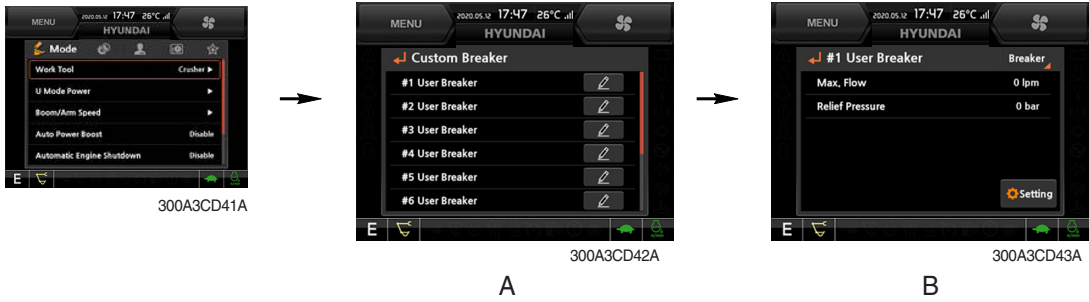 MENU
2020.05.12 17:47 26°C
HYUNDAI
Mode
Work Tool Crusher ▶
U Mode Power ▶
Boom/Arm Speed ▶
Auto Power Boost Disable
Automatic Engine Shutdown Disable
E
300A3CD41A
MENU
2020.05.12 17:47 26°C
HYUNDAI
Custom Breaker
#1 User Breaker
#2 User Breaker
#3 User Breaker
#4 User Breaker
#5 User Breaker
#6 User Breaker
E
300A3CD42A
A
MENU
2020.05.12 17:47 26°C
HYUNDAI
#1 User Breaker Breaker
Max, Flow 0 lpm
Relief Pressure 0 bar
Setting
E
300A3CD43A
B